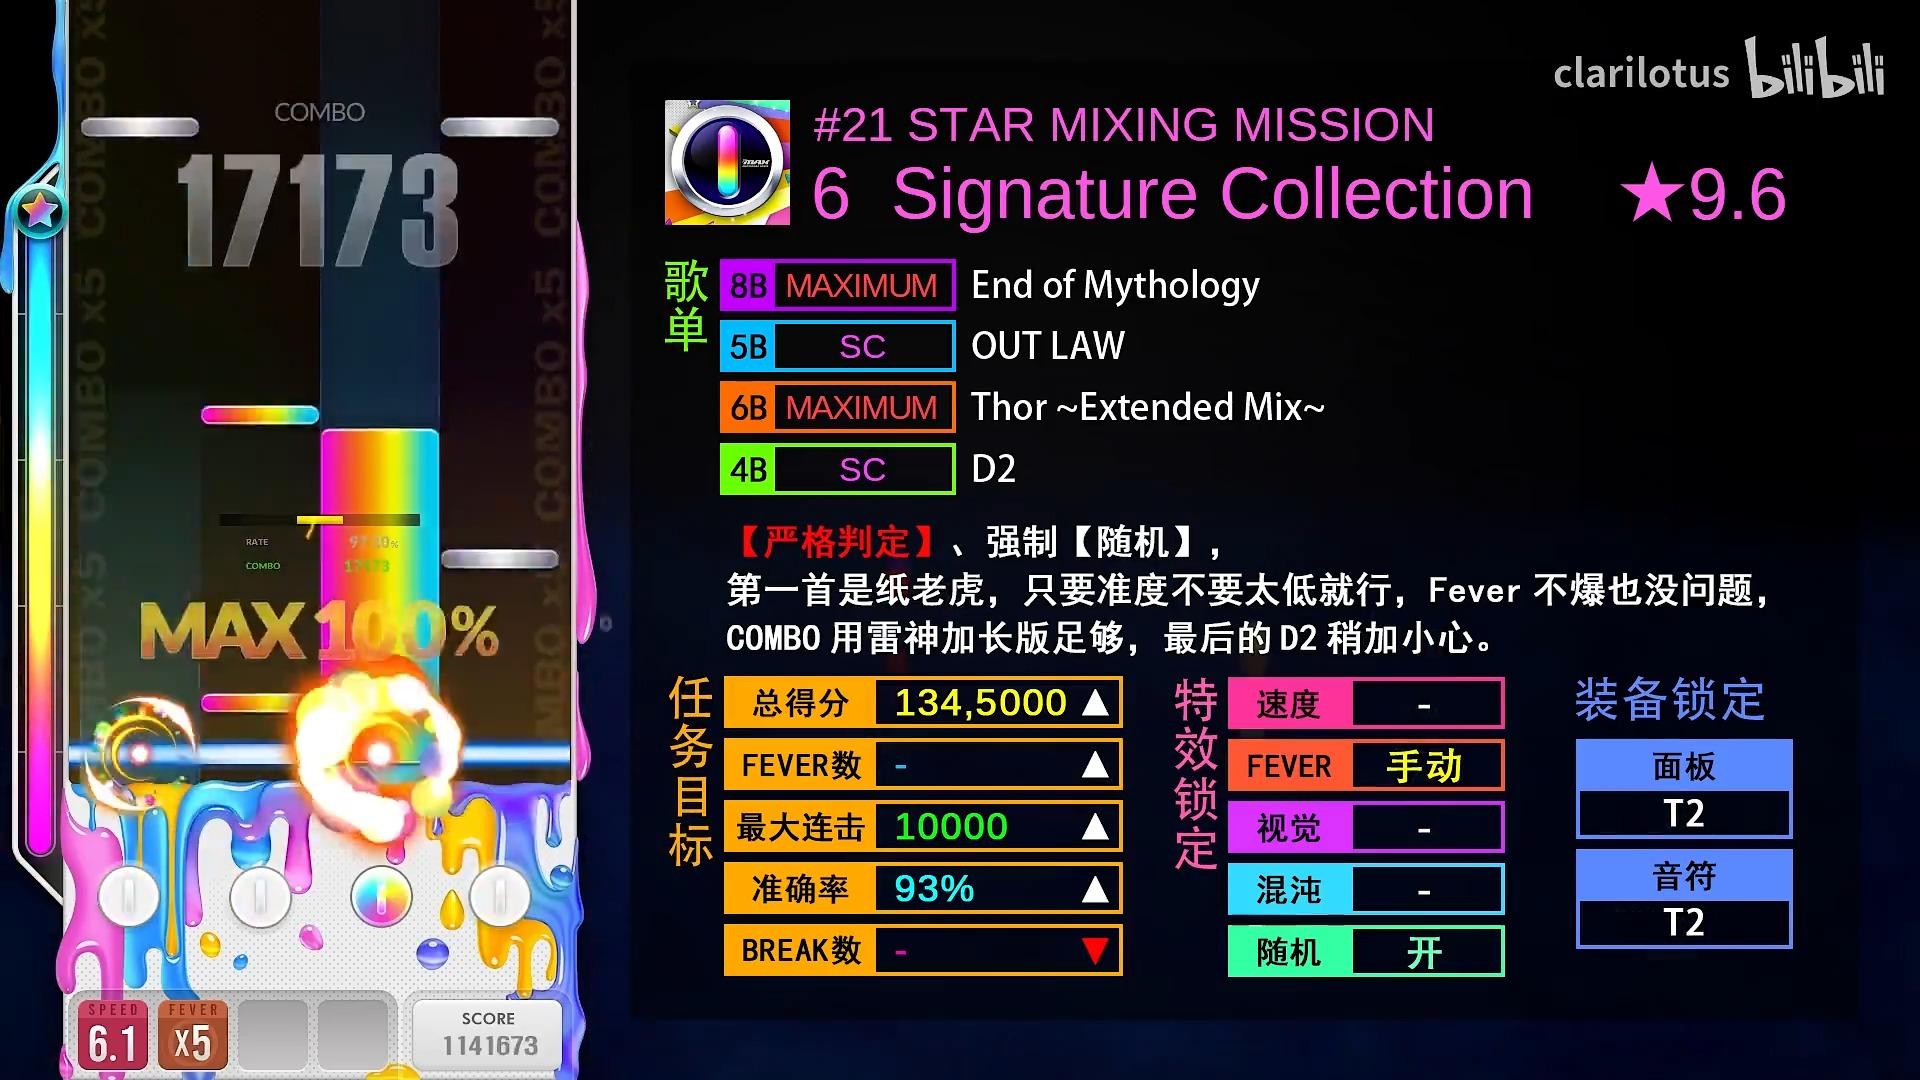 clarilotus bilibili
COMBO
17173
RATE
COMBO
MAX 100%
SPEED
6.1
FEVER
x5
SCORE
1141673
#21 STAR MIXING MISSION
6 Signature Collection ★9.6
歌单
8B MAXIMUM End of Mythology
5B SC OUT LAW
6B MAXIMUM Thor ~Extended Mix~
4B SC D2
【严格判定】、强制【随机】,
第一首是纸老虎，只要准度不要太低就行，Fever 不爆也没问题，
COMBO 用雷神加长版足够，最后的 D2 稍加小心。
任务目标
总得分 134,5000 ▲
FEVER数 - ▲
最大连击 10000 ▲
准确率 93% ▲
BREAK数 - ▼
特效锁定
速度 -
FEVER 手动
视觉 -
混沌 -
随机 开
装备锁定
面板
T2
音符
T2